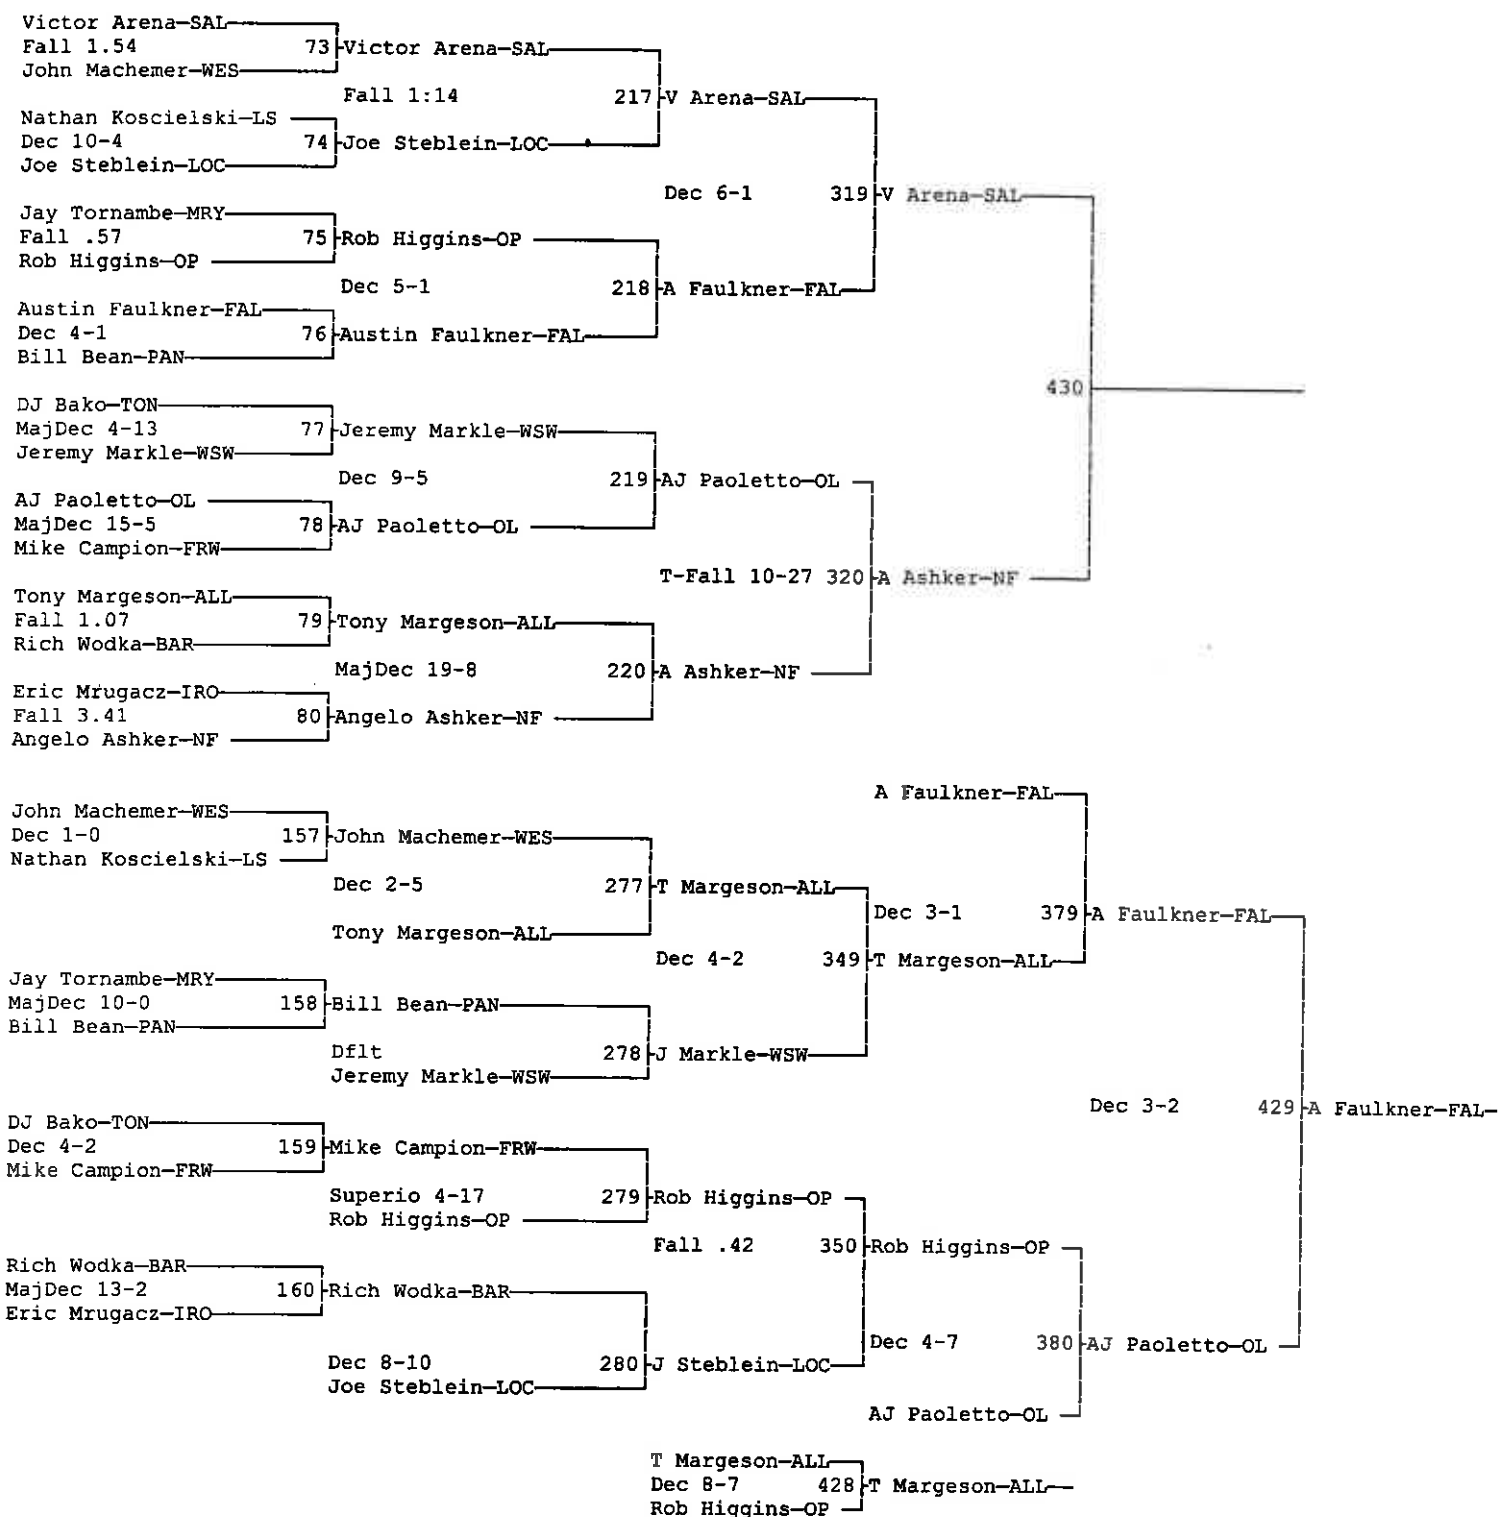 Victor Arena-SAL
Fall 1.54 73 Victor Arena-SAL
John Machemer-WES
Fall 1:14 217 V Arena-SAL
Nathan Koscielski-LS
Dec 10-4 74 Joe Steblein-LOC
Joe Steblein-LOC
Dec 6-1 319 V Arena-SAL
Jay Tornambe-MRY
Fall .57 75 Rob Higgins-OP
Rob Higgins-OP
Dec 5-1 218 A Faulkner-FAL
Austin Faulkner-FAL
Dec 4-1 76 Austin Faulkner-FAL
Bill Bean-PAN
430
DJ Bako-TON
MajDec 4-13 77 Jeremy Markle-WSW
Jeremy Markle-WSW
Dec 9-5 219 AJ Paoletto-OL
AJ Paoletto-OL
MajDec 15-5 78 AJ Paoletto-OL
Mike Campion-FRW
T-Fall 10-27 320 A Ashker-NF
Tony Margeson-ALL
Fall 1.07 79 Tony Margeson-ALL
Rich Wodka-BAR
MajDec 19-8 220 A Ashker-NF
Eric Mrugacz-IRO
Fall 3.41 80 Angelo Ashker-NF
Angelo Ashker-NF
A Faulkner-FAL
John Machemer-WES
Dec 1-0 157 John Machemer-WES
Nathan Koscielski-LS
Dec 2-5 277 T Margeson-ALL
Dec 3-1 379 A Faulkner-FAL
Tony Margeson-ALL
Dec 4-2 349 T Margeson-ALL
Jay Tornambe-MRY
MajDec 10-0 158 Bill Bean-PAN
Bill Bean-PAN
Dflt 278 J Markle-WSW
Jeremy Markle-WSW
Dec 3-2 429 A Faulkner-FAL
DJ Bako-TON
Dec 4-2 159 Mike Campion-FRW
Mike Campion-FRW
Superio 4-17 279 Rob Higgins-OP
Rob Higgins-OP
Fall .42 350 Rob Higgins-OP
Rich Wodka-BAR
MajDec 13-2 160 Rich Wodka-BAR
Eric Mrugacz-IRO
Dec 4-7 380 AJ Paoletto-OL
Dec 8-10 280 J Steblein-LOC
Joe Steblein-LOC
AJ Paoletto-OL
T Margeson-ALL
Dec 8-7 428 T Margeson-ALL
Rob Higgins-OP